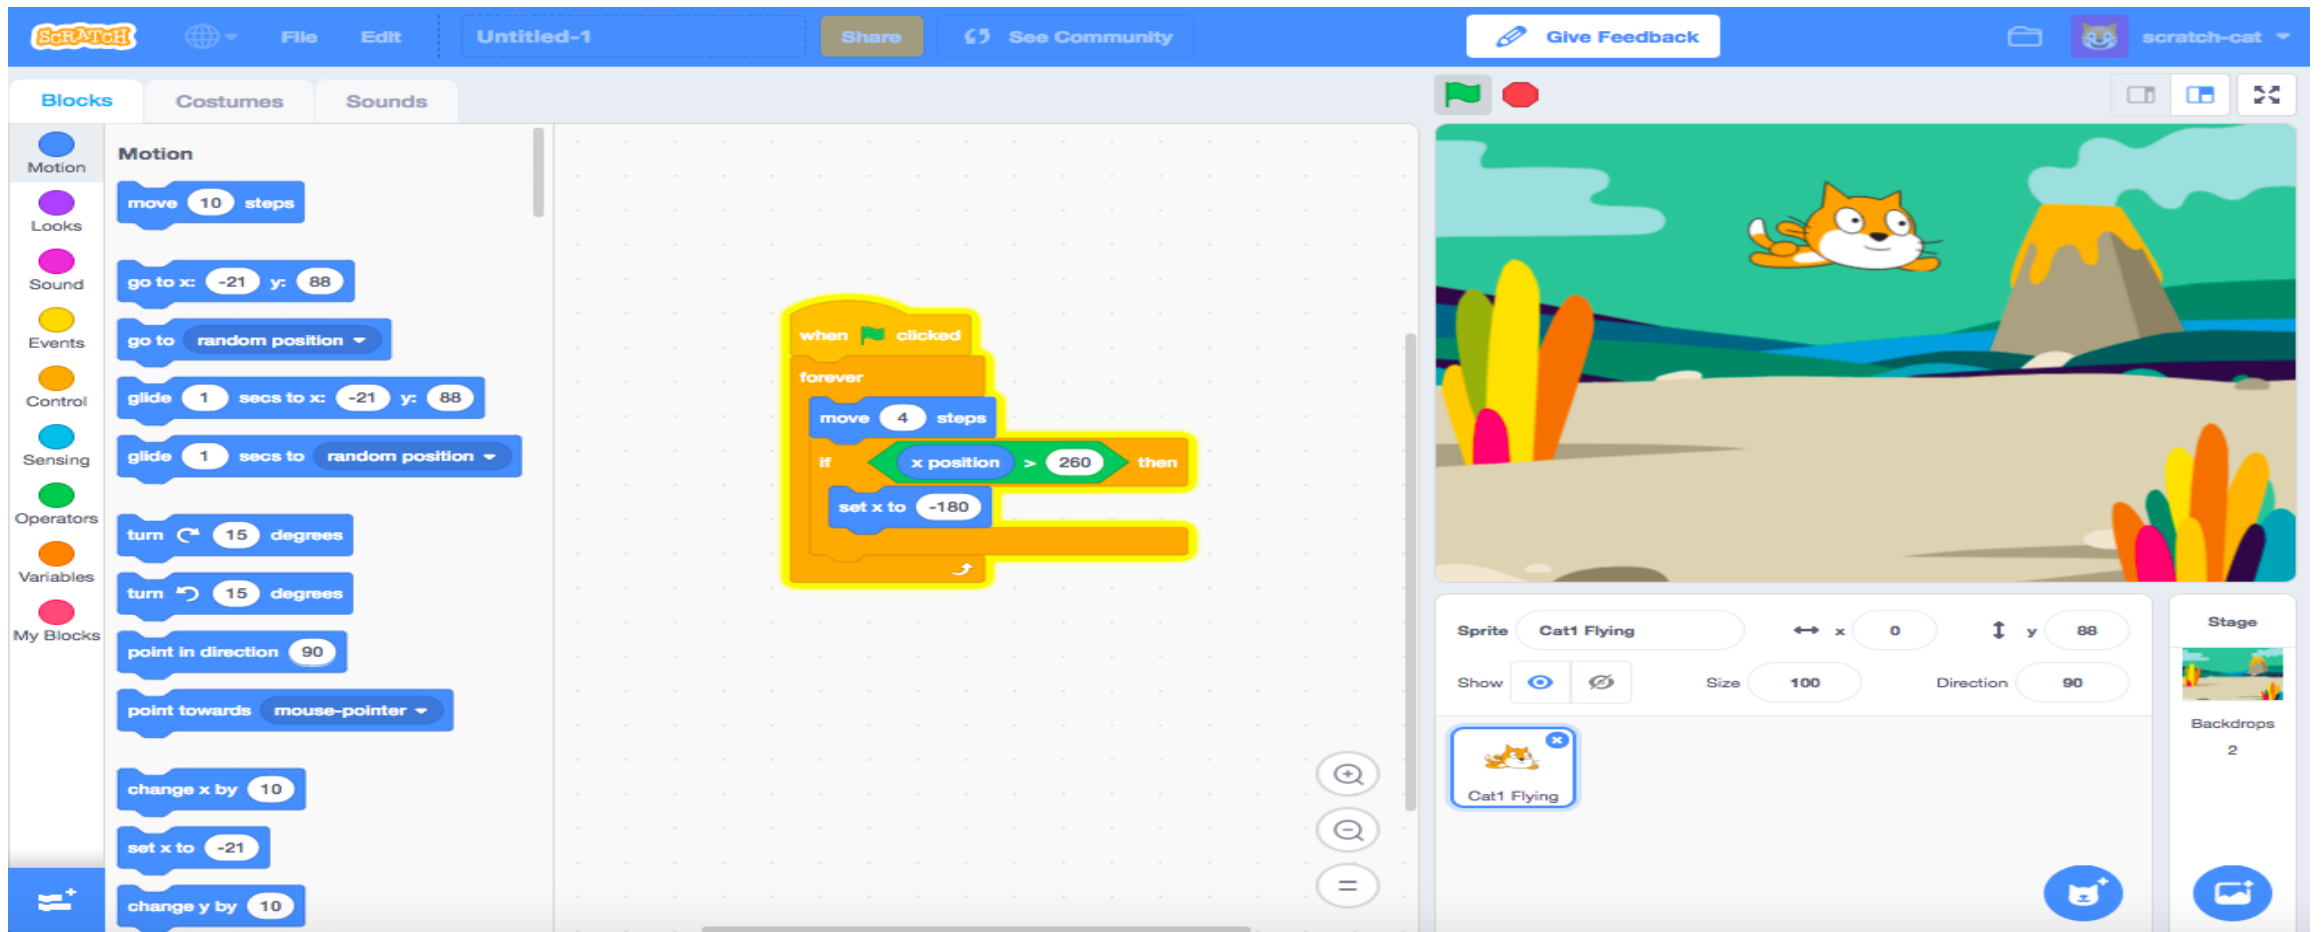 SCRATCH
File
Edit
Untitled-1
Share
See Community
Give Feedback
scratch-cat
Blocks
Costumes
Sounds
Motion
Looks
Sound
Events
Control
Sensing
Operators
Variables
My Blocks
Motion
move 10 steps
go to x: -21 y: 88
go to random position
glide 1 secs to x: -21 y: 88
glide 1 secs to random position
turn 15 degrees
turn 15 degrees
point in direction 90
point towards mouse-pointer
change x by 10
set x to -21
change y by 10
when clicked
forever
move 4 steps
if x position > 260 then
set x to -180
Sprite Cat1 Flying x 0 y 88
Show Size 100 Direction 90
Cat1 Flying
Stage
Backdrops
2